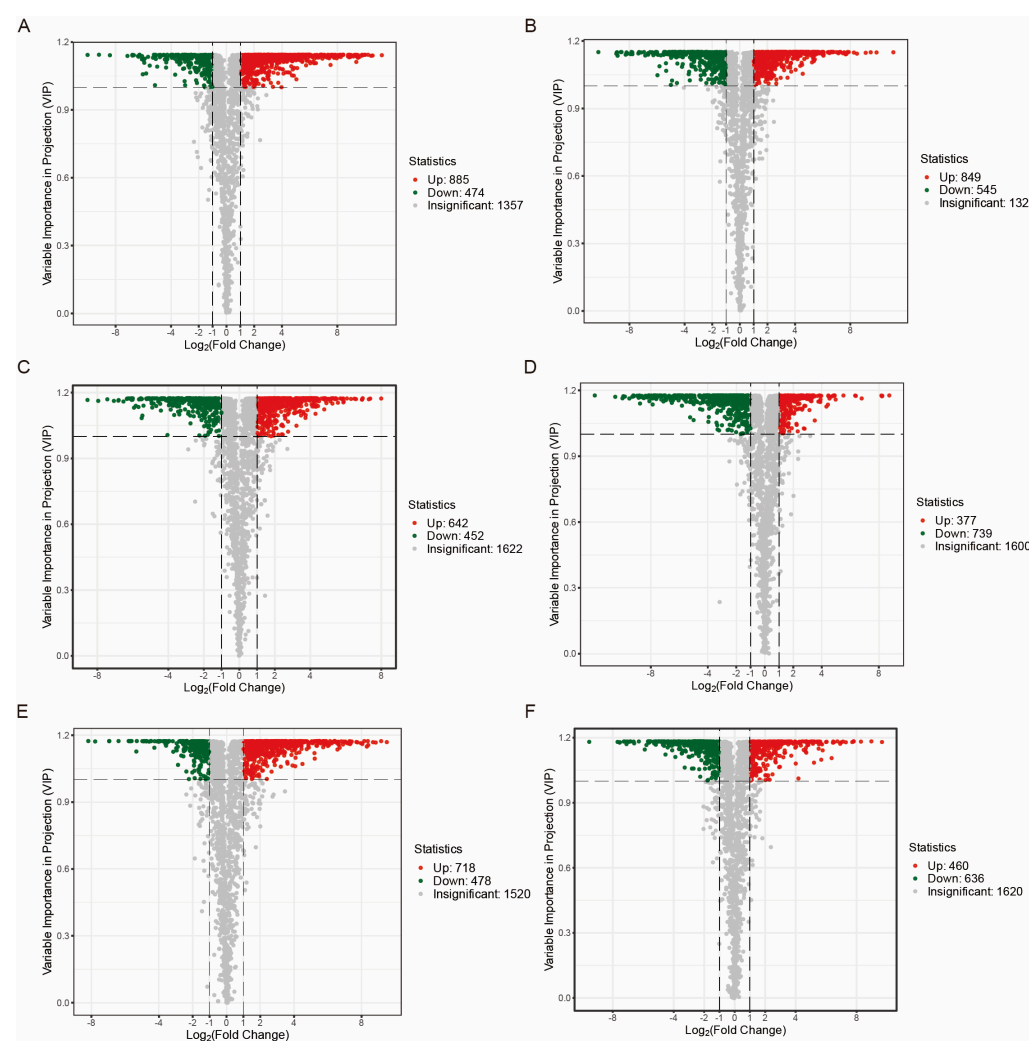 A
1.2
0.9
0.6
0.3
0.0
Variable Importance in Projection (VIP)
-8 -4 -2 -1 0 1 2 4 8
Log2(Fold Change)
Statistics
Up: 885
Down: 474
Insignificant: 1357
B
1.2
0.9
0.6
0.3
0.0
Variable Importance in Projection (VIP)
-8 -4 -2 -1 0 1 2 4 8
Log2(Fold Change)
Statistics
Up: 849
Down: 545
Insignificant: 132
C
1.2
0.9
0.6
0.3
0.0
Variable Importance in Projection (VIP)
-8 -4 -2 -1 0 1 2 4 8
Log2(Fold Change)
Statistics
Up: 642
Down: 452
Insignificant: 1622
D
1.2
0.9
0.6
0.3
0.0
Variable Importance in Projection (VIP)
-8 -4 -2 -1 0 1 2 4 8
Log2(Fold Change)
Statistics
Up: 377
Down: 739
Insignificant: 1600
E
1.2
0.9
0.6
0.3
0.0
Variable Importance in Projection (VIP)
-8 -4 -2 -1 0 1 2 4 8
Log2(Fold Change)
Statistics
Up: 718
Down: 478
Insignificant: 1520
F
1.2
0.9
0.6
0.3
0.0
Variable Importance in Projection (VIP)
-8 -4 -2 -1 0 1 2 4 8
Log2(Fold Change)
Statistics
Up: 460
Down: 636
Insignificant: 1620